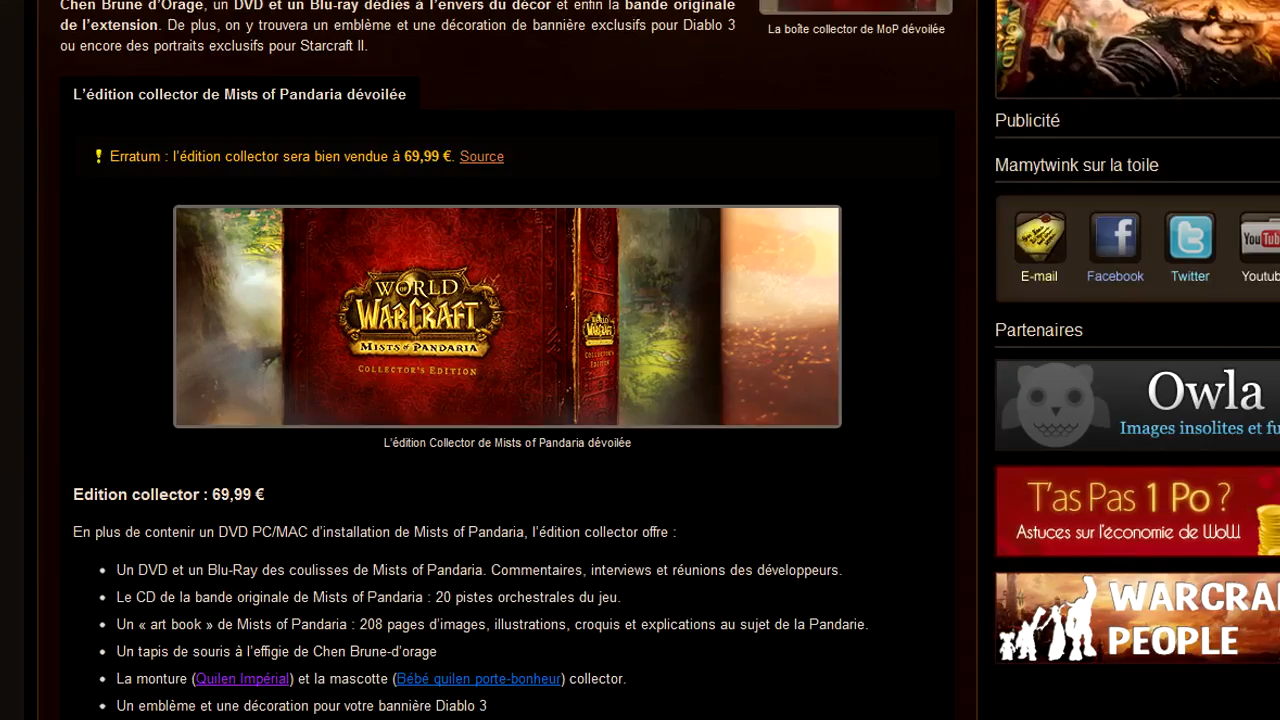 Chen Brune d’Orage, un DVD et un Blu-ray dédiés à l’envers du décor et enfin la bande originale
de l’extension. De plus, on y trouvera un emblème et une décoration de bannière exclusifs pour Diablo 3
ou encore des portraits exclusifs pour Starcraft II.
La boîte collector de MoP dévoilée
L’édition collector de Mists of Pandaria dévoilée
Erratum : l’édition collector sera bien vendue à 69,99 €. Source
WORLD
WARCRAFT
MISTS of PANDARIA
COLLECTOR'S EDITION
L’édition Collector de Mists of Pandaria dévoilée
Edition collector : 69,99 €
En plus de contenir un DVD PC/MAC d’installation de Mists of Pandaria, l’édition collector offre :
Un DVD et un Blu-Ray des coulisses de Mists of Pandaria. Commentaires, interviews et réunions des développeurs.
Le CD de la bande originale de Mists of Pandaria : 20 pistes orchestrales du jeu.
Un « art book » de Mists of Pandaria : 208 pages d’images, illustrations, croquis et explications au sujet de la Pandarie.
Un tapis de souris à l’effigie de Chen Brune-d’orage
La monture (Quilen Impérial) et la mascotte (Bébé quilen porte-bonheur) collector.
Un emblème et une décoration pour votre bannière Diablo 3
Publicité
Mamytwink sur la toile
E-mail
Facebook
Twitter
Youtub
Partenaires
Owla
Images insolites et fu
T'as Pas 1 Po ?
Astuces sur l'économie de WoW
WARCRA
PEOPLE